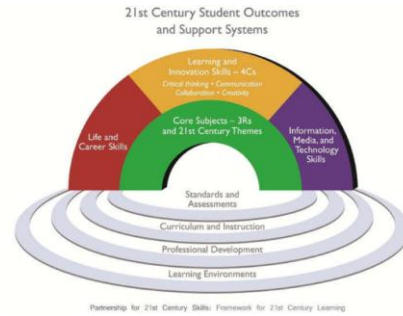 21st Century Student Outcomes
and Support Systems
Learning and
Innovation Skills – 4Cs
Critical thinking • Communication
Collaboration • Creativity
Core Subjects – 3Rs
and 21st Century Themes
Life and
Career Skills
Information,
Media, and
Technology
Skills
Standards and
Assessments
Curriculum and Instruction
Professional Development
Learning Environments
Partnership for 21st Century Skills: Framework for 21st Century Learning